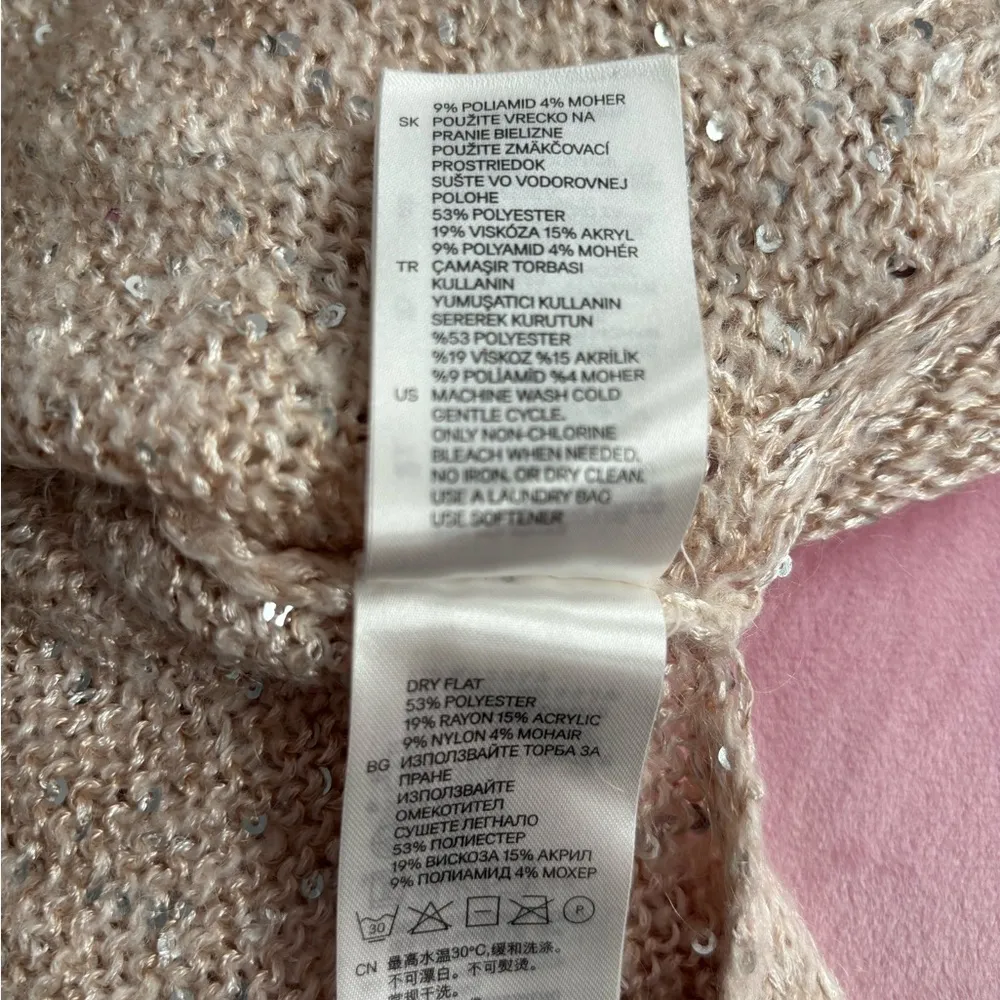 9% POLIAMID 4% MOHER
SK POUŽITE VRECKO NA
PRANIE BIELIZNE
POUŽITE ZMÄKČOVACÍ
PROSTRIEDOK
SUŠTE VO VODOROVNEJ
POLOHE
53% POLYESTER
19% VISKÓZA 15% AKRYL
9% POLYAMID 4% MOHÉR
TR ÇAMAŞIR TORBASI
KULLANIN
YUMUŞATICI KULLANIN
SEREREK KURUTUN
%53 POLYESTER
%19 VİSKOZ %15 AKRİLİK
%9 POLİAMİD %4 MOHER
US MACHINE WASH COLD
GENTLE CYCLE.
ONLY NON-CHLORINE
BLEACH WHEN NEEDED.
NO IRON. OR DRY CLEAN.
USE A LAUNDRY BAG
USE SOFTENER
DRY FLAT
53% POLYESTER
19% RAYON 15% ACRYLIC
9% NYLON 4% MOHAIR
BG ИЗПОЛЗВАЙТЕ ТОРБА ЗА
ПРАНЕ
ИЗПОЛЗВАЙТЕ
ОМЕКОТИТЕЛ
СУШЕТЕ ЛЕГНАЛО
53% ПОЛИЕСТЕР
19% ВИСКОЗА 15% АКРИЛ
9% ПОЛИАМИД 4% МОХЕР
30 P
CN 最高水温30°C,缓和洗涤。
不可漂白。不可熨烫。
常规干洗。